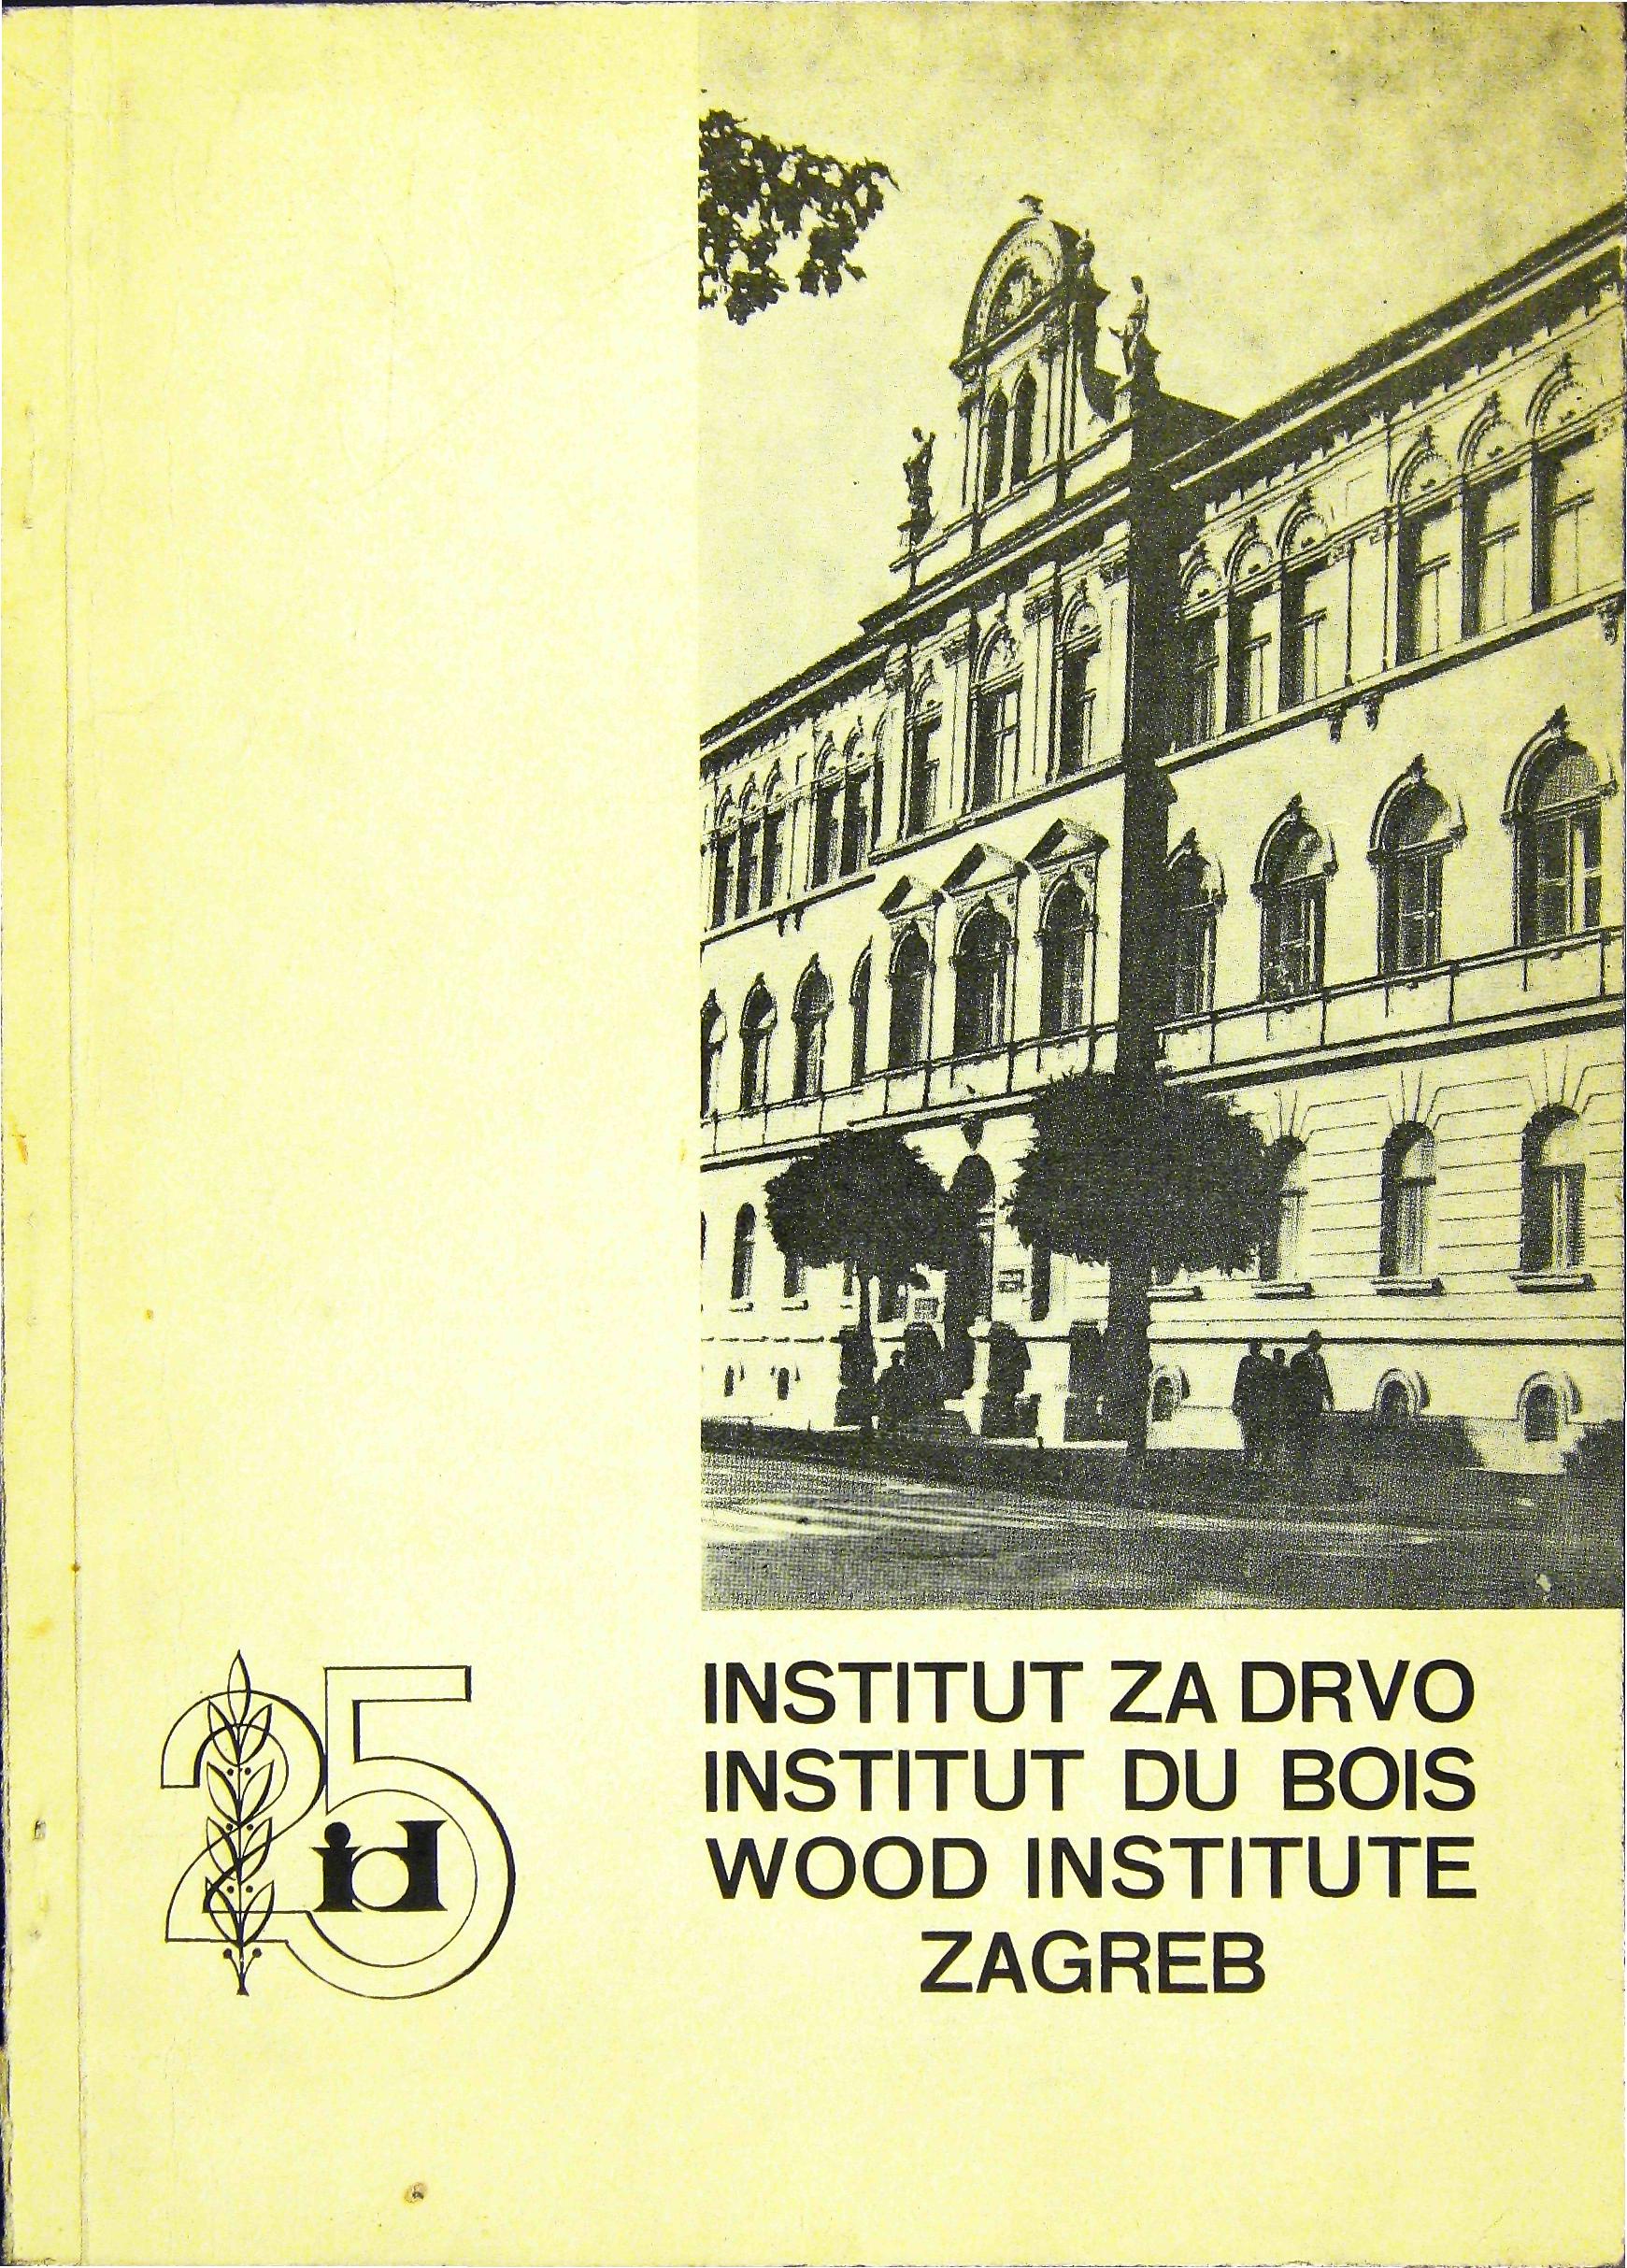 INSTITUT ZA DRVO
INSTITUT DU BOIS
WOOD INSTITUTE
ZAGREB
25
id